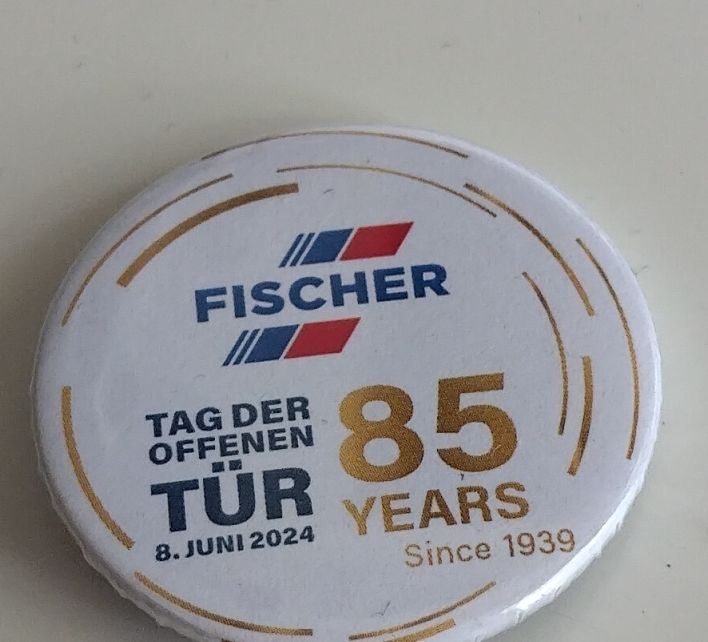 FISCHER
TAG DER
OFFENEN
TÜR
8. JUNI 2024
85
YEARS
Since 1939